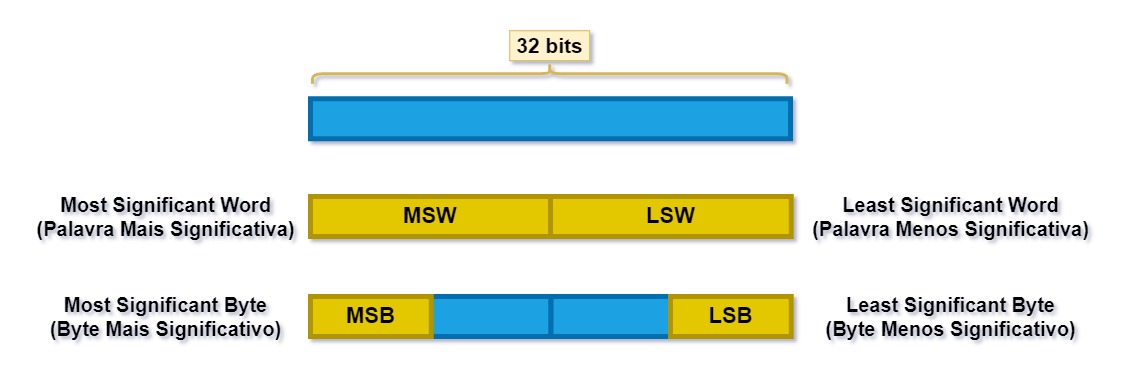 32 bits
Most Significant Word
(Palavra Mais Significativa)
MSW
LSW
Least Significant Word
(Palavra Menos Significativa)
Most Significant Byte
(Byte Mais Significativo)
MSB
LSB
Least Significant Byte
(Byte Menos Significativo)